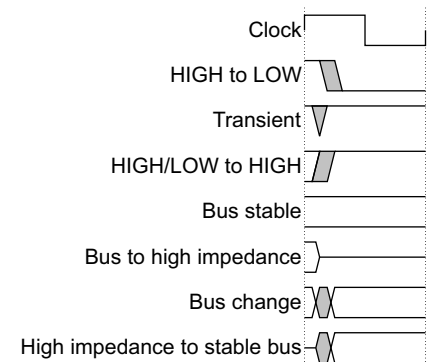 Clock
HIGH to LOW
Transient
HIGH/LOW to HIGH
Bus stable
Bus to high impedance
Bus change
High impedance to stable bus